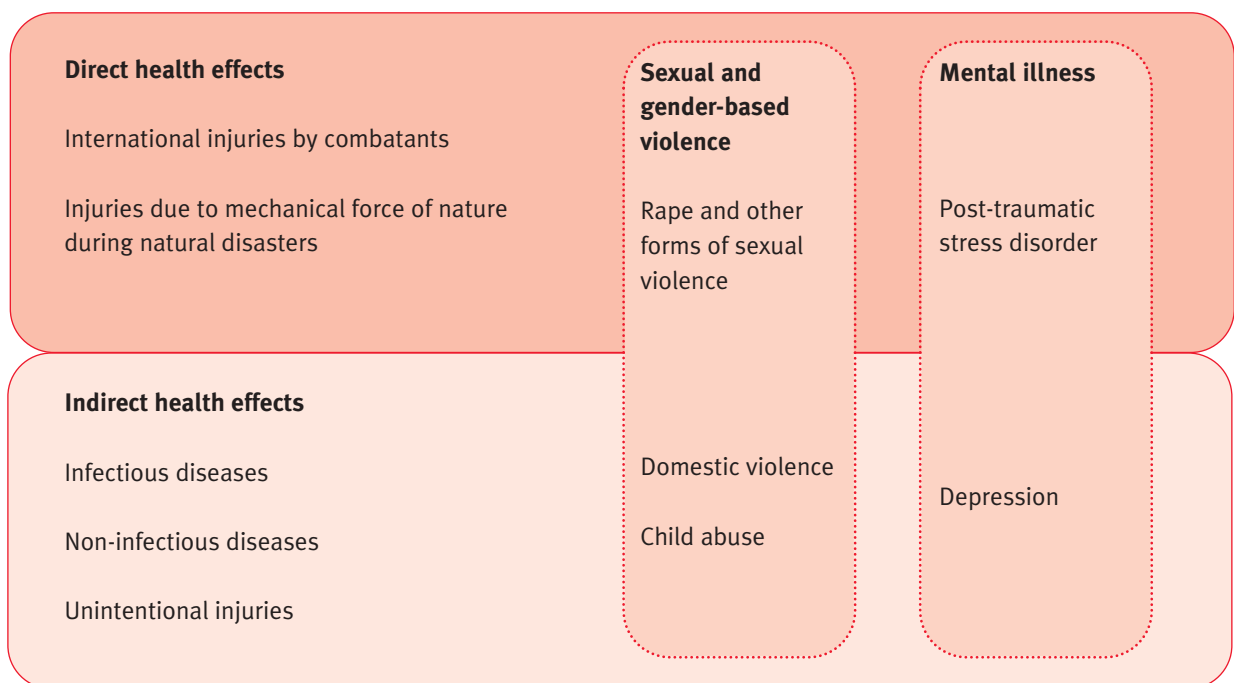 Direct health effects
International injuries by combatants
Injuries due to mechanical force of nature
during natural disasters
Sexual and
gender-based
violence
Rape and other
forms of sexual
violence
Mental illness
Post-traumatic
stress disorder
Indirect health effects
Infectious diseases
Non-infectious diseases
Unintentional injuries
Domestic violence
Child abuse
Depression